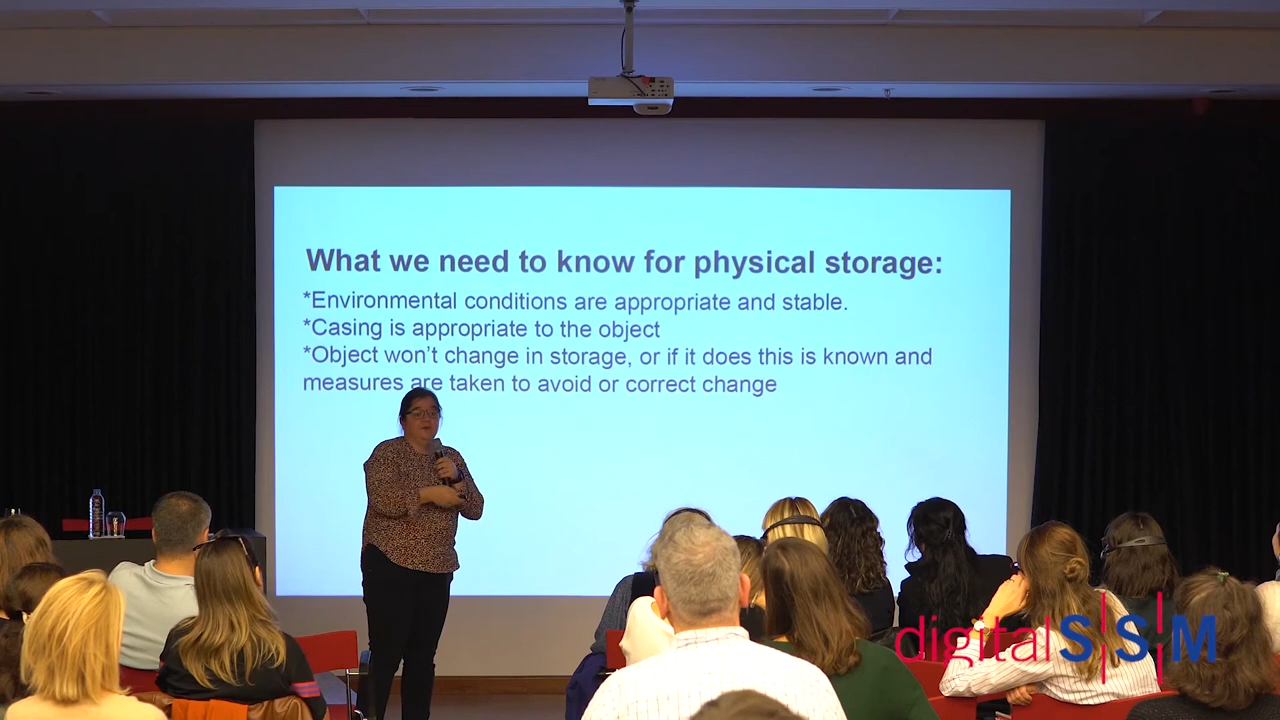 What we need to know for physical storage:
*Environmental conditions are appropriate and stable.
*Casing is appropriate to the object
*Object won't change in storage, or if it does this is known and
measures are taken to avoid or correct change
digitalSSM